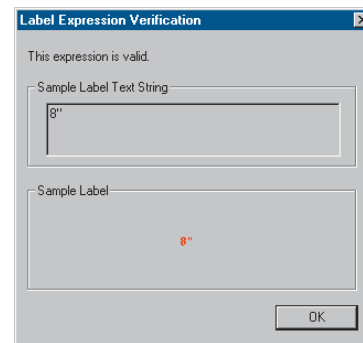 Label Expression Verification
This expression is valid.
Sample Label Text String
8"
Sample Label
8"
OK